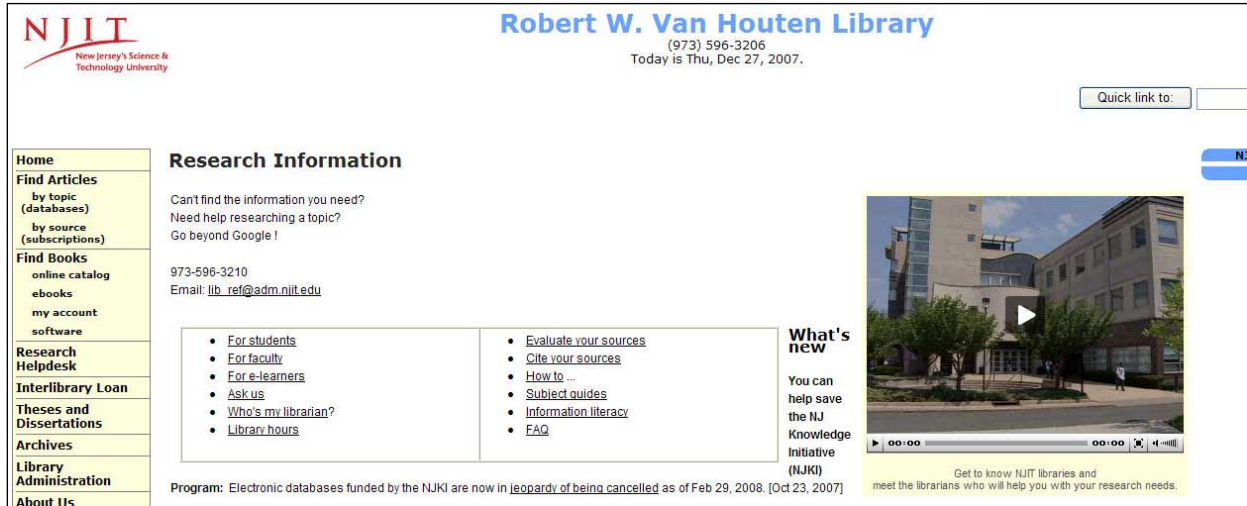 NJIT
New Jersey's Science &
Technology University
Robert W. Van Houten Library
(973) 596-3206
Today is Thu, Dec 27, 2007.
Quick link to:
Home
Find Articles
by topic
(databases)
by source
(subscriptions)
Find Books
online catalog
ebooks
my account
software
Research
Helpdesk
Interlibrary Loan
Theses and
Dissertations
Archives
Library
Administration
About Us
Research Information
Can't find the information you need?
Need help researching a topic?
Go beyond Google !
973-596-3210
Email: lib_ref@adm.njit.edu
• For students
• For faculty
• For e-learners
• Ask us
• Who's my librarian?
• Library hours
• Evaluate your sources
• Cite your sources
• How to ...
• Subject guides
• Information literacy
• FAQ
What's
new
You can
help save
the NJ
Knowledge
Initiative
(NJKI)
Program: Electronic databases funded by the NJKI are now in jeopardy of being cancelled as of Feb 29, 2008. [Oct 23, 2007]
00:00 00:00
Get to know NJIT libraries and
meet the librarians who will help you with your research needs.